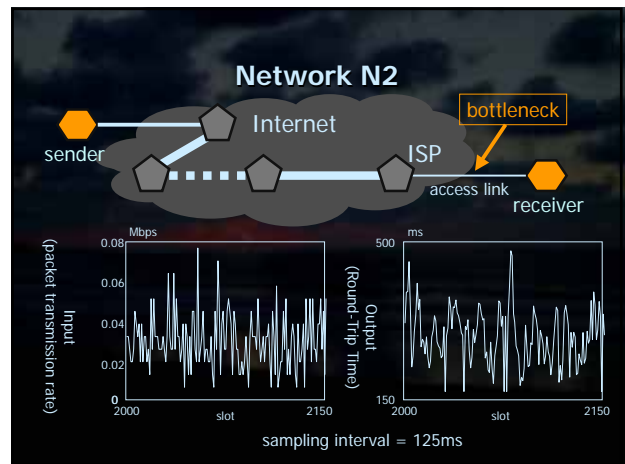 Network N2
bottleneck
Internet
sender
ISP
access link
receiver
Input
(packet transmission rate)
Mbps
0.08
0.06
0.04
0.02
0
2000
slot
2150
Output
(Round-Trip Time)
ms
500
150
2000
slot
2150
sampling interval = 125ms